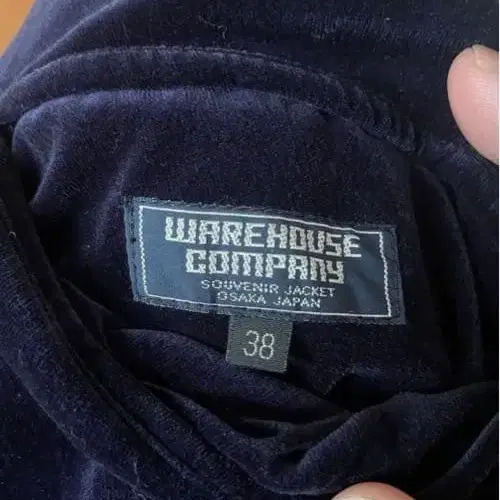 WAREHOUSE
COMPANY
SOUVENIR JACKET
OSAKA JAPAN
38